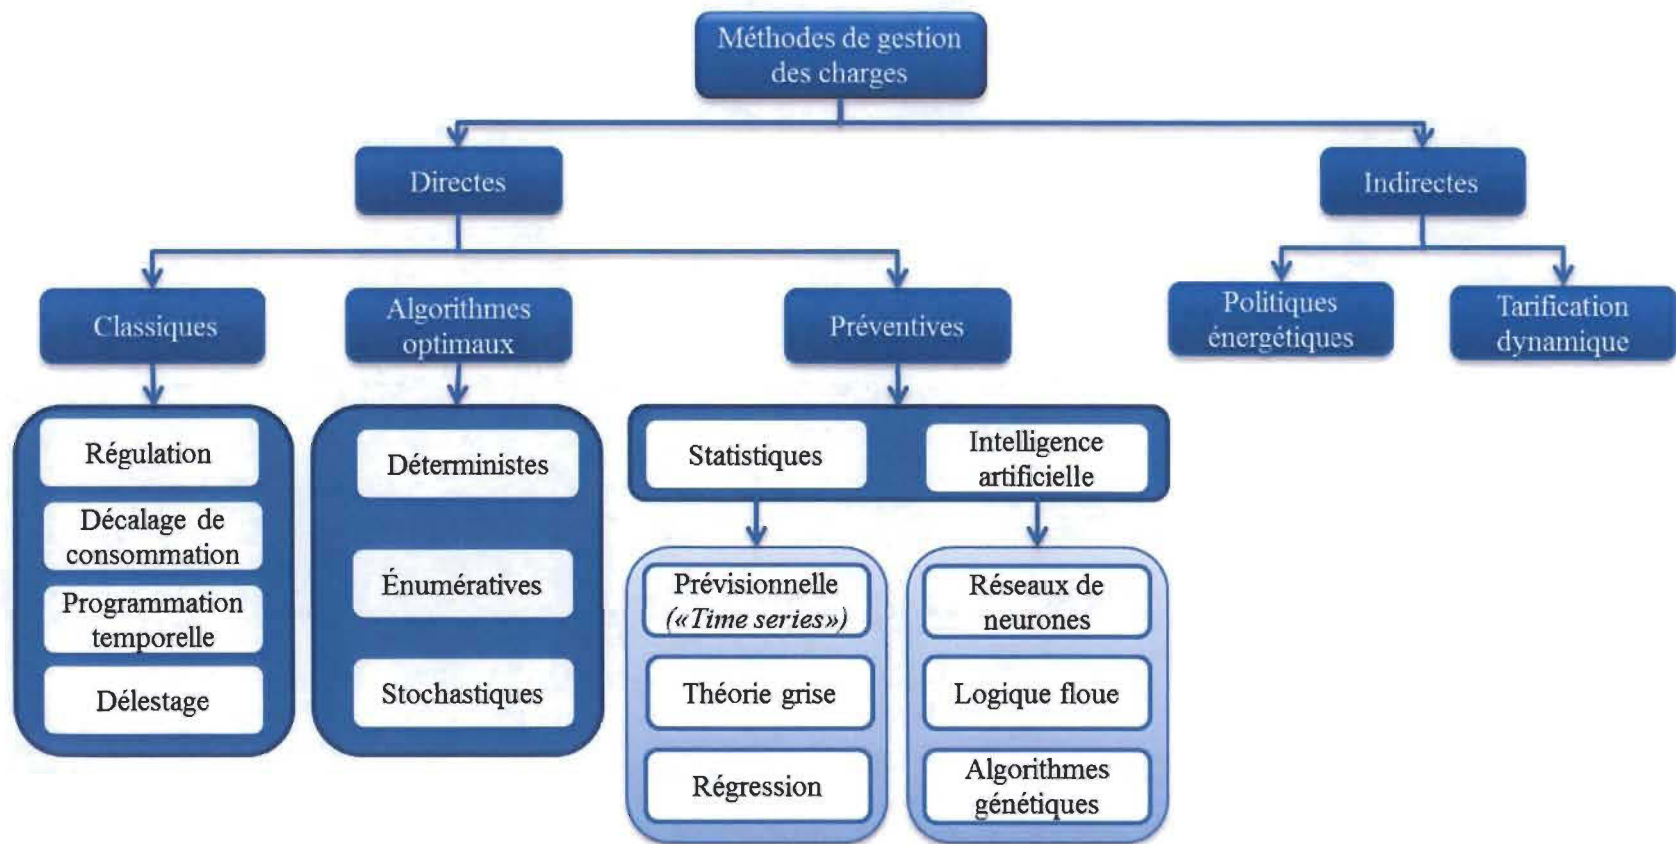 Méthodes de gestion
des charges
Directes
Indirectes
Classiques
Algorithmes
optimaux
Préventives
Politiques
énergétiques
Tarification
dynamique
Régulation
Décalage de
consommation
Programmation
temporelle
Délestage
Déterministes
Énumératives
Stochastiques
Statistiques
Intelligence
artificielle
Prévisionnelle
(«Time series»)
Théorie grise
Régression
Réseaux de
neurones
Logique floue
Algorithmes
génétiques